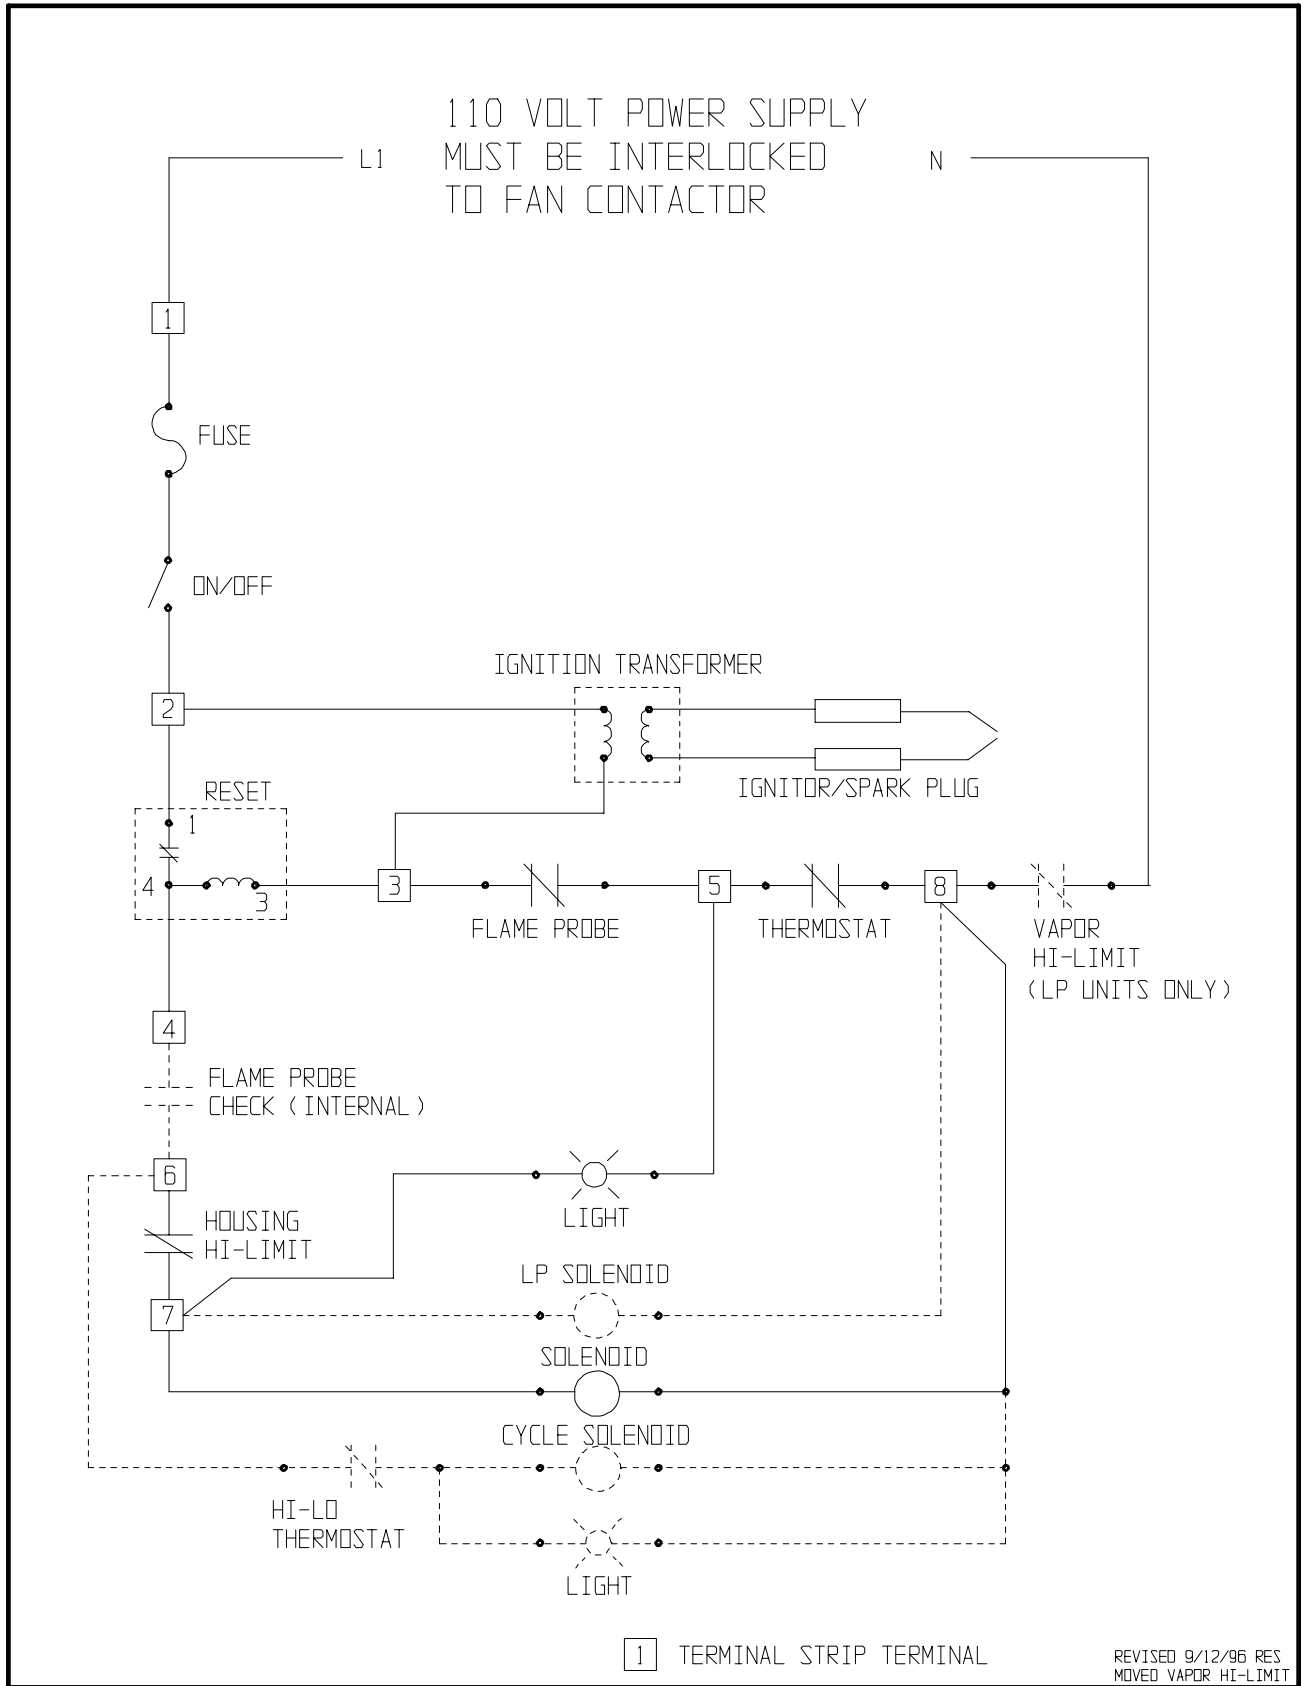 110 VOLT POWER SUPPLY
L1
MUST BE INTERLOCKED
N
TO FAN CONTACTOR
1
FUSE
ON/OFF
IGNITION TRANSFORMER
2
RESET
IGNITOR/SPARK PLUG
1
4
3
3
5
8
FLAME PROBE
THERMOSTAT
VAPOR
HI-LIMIT
(LP UNITS ONLY)
4
FLAME PROBE
CHECK (INTERNAL)
6
HOUSING
HI-LIMIT
LIGHT
LP SOLENOID
7
SOLENOID
CYCLE SOLENOID
HI-LO
THERMOSTAT
LIGHT
1 TERMINAL STRIP TERMINAL
REVISED 9/12/96 RES
MOVED VAPOR HI-LIMIT